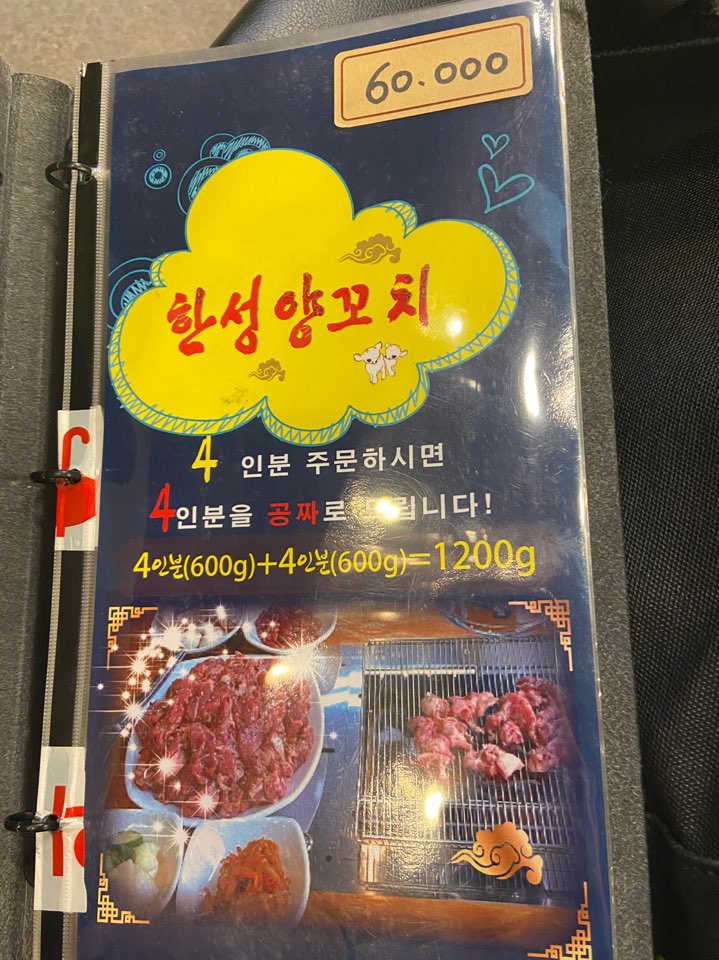 60.000
한성양꼬치
4 인분 주문하시면
4인분을 공짜로 드립니다!
4인분(600g)+4인분(600g)=1200g